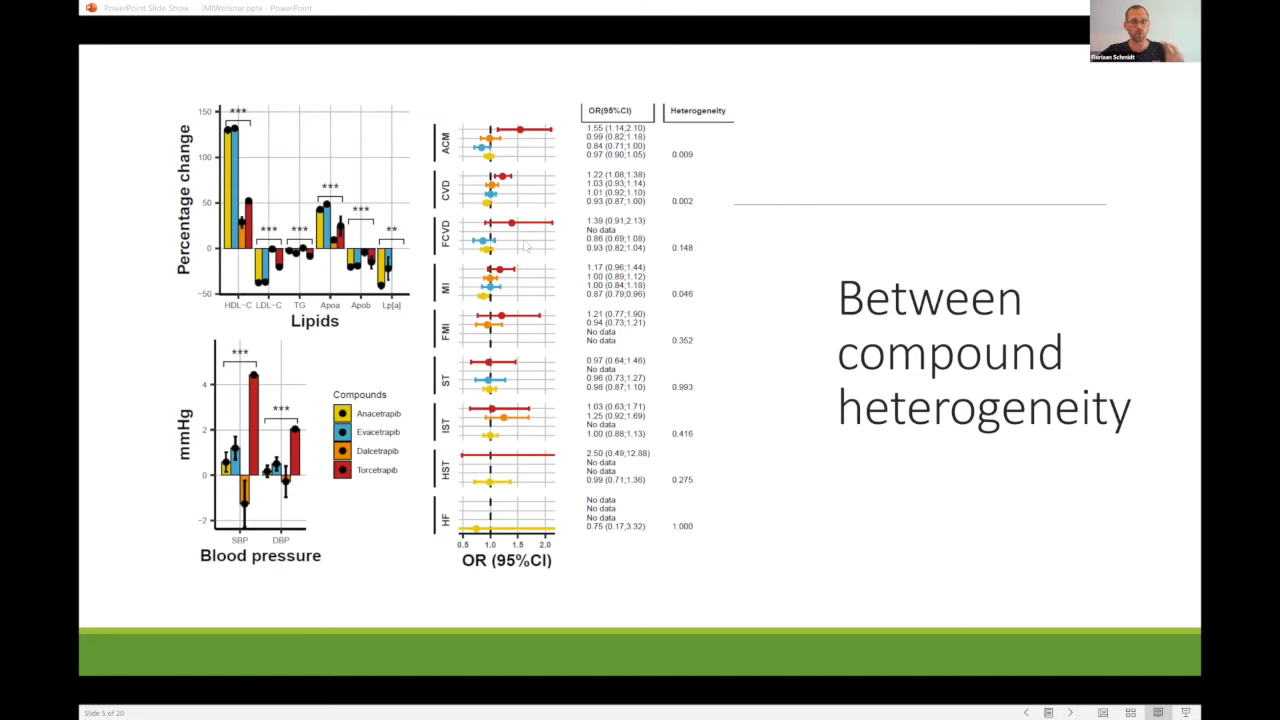 PowerPoint Slide Show - IMIWebinar.pptx - PowerPoint
Floriaan Schmidt
Percentage change
150
100
50
0
−50
***
***
***
***
***
**
HDL−C LDL−C TG Apoa Apob Lp[a]
Lipids
mmHg
4
2
0
−2
***
***
SBP DBP
Blood pressure
Compounds
Anacetrapib
Evacetrapib
Dalcetrapib
Torcetrapib
OR(95%CI) Heterogeneity
ACM
1.55 (1.14;2.10)
0.99 (0.82;1.18)
0.84 (0.71;1.00)
0.97 (0.90;1.05) 0.009
CVD
1.22 (1.08;1.38)
1.03 (0.93;1.14)
1.01 (0.92;1.10)
0.93 (0.87;1.00) 0.002
FCVD
1.39 (0.91;2.13)
No data
0.86 (0.69;1.08)
0.93 (0.82;1.04) 0.148
MI
1.17 (0.96;1.44)
1.00 (0.89;1.12)
1.00 (0.84;1.18)
0.87 (0.79;0.96) 0.046
FMI
1.21 (0.77;1.90)
0.94 (0.73;1.21)
No data
No data 0.352
ST
0.97 (0.64;1.46)
No data
0.96 (0.73;1.27)
0.98 (0.87;1.10) 0.993
IST
1.03 (0.63;1.71)
1.25 (0.92;1.69)
No data
1.00 (0.88;1.13) 0.416
HST
2.50 (0.49;12.88)
No data
No data
0.99 (0.71;1.36) 0.275
HF
No data
No data
No data
0.75 (0.17;3.32) 1.000
0.5 1.0 1.5 2.0
OR (95%CI)
Between
compound
heterogeneity
Slide 5 of 20